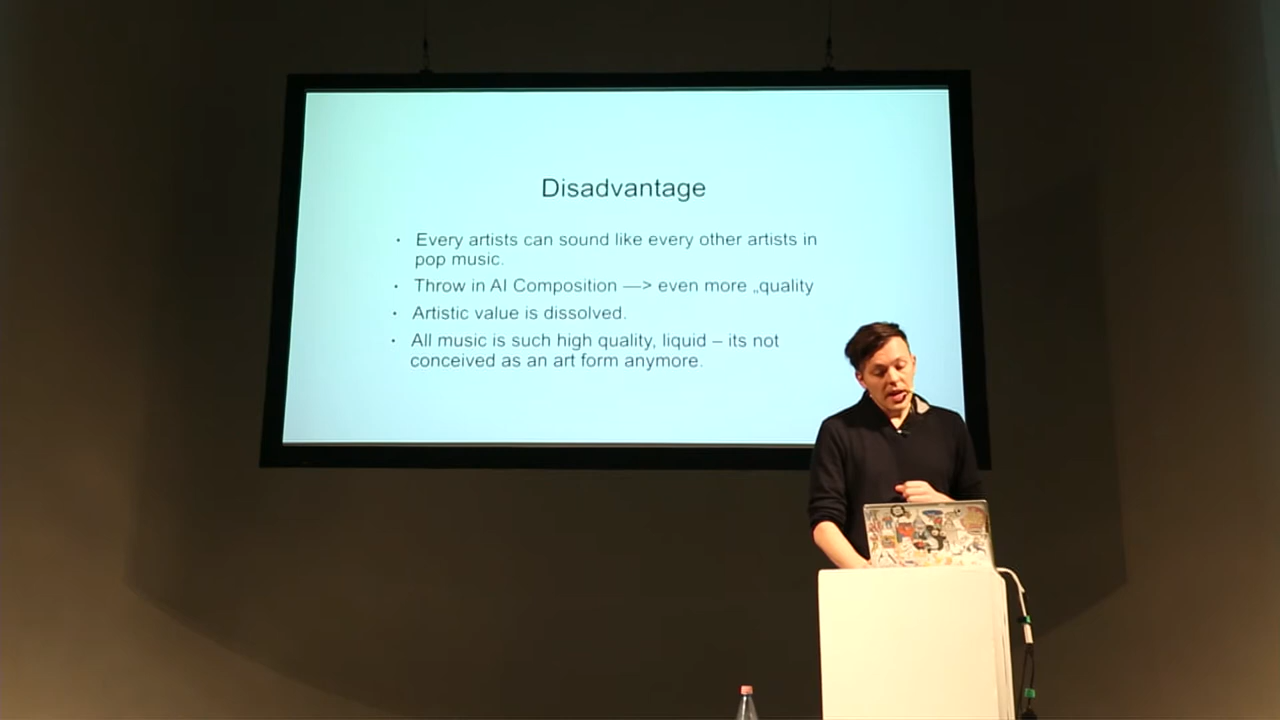 Disadvantage
• Every artists can sound like every other artists in
pop music.
• Throw in AI Composition —> even more „quality
• Artistic value is dissolved.
• All music is such high quality, liquid – its not
conceived as an art form anymore.